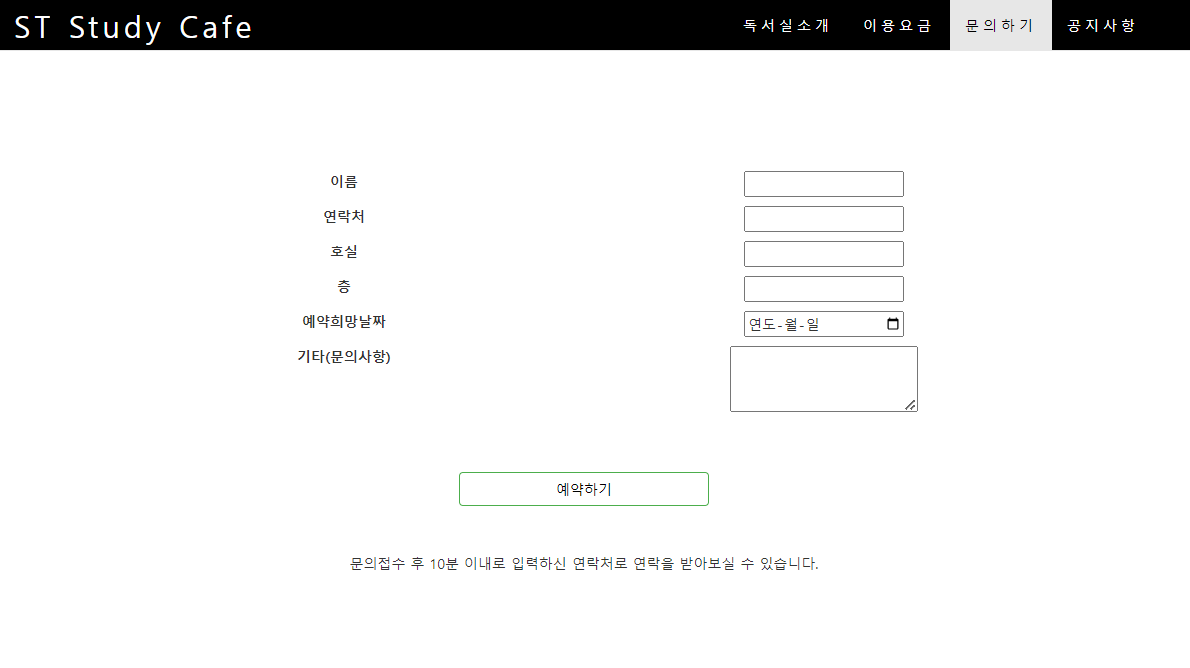 ST Study Cafe 독서실소개 이용요금 문의하기 공지사항
이름
연락처
호실
층
예약희망날짜 연도-월-일
기타(문의사항)
예약하기
문의접수 후 10분 이내로 입력하신 연락처로 연락을 받아보실 수 있습니다.